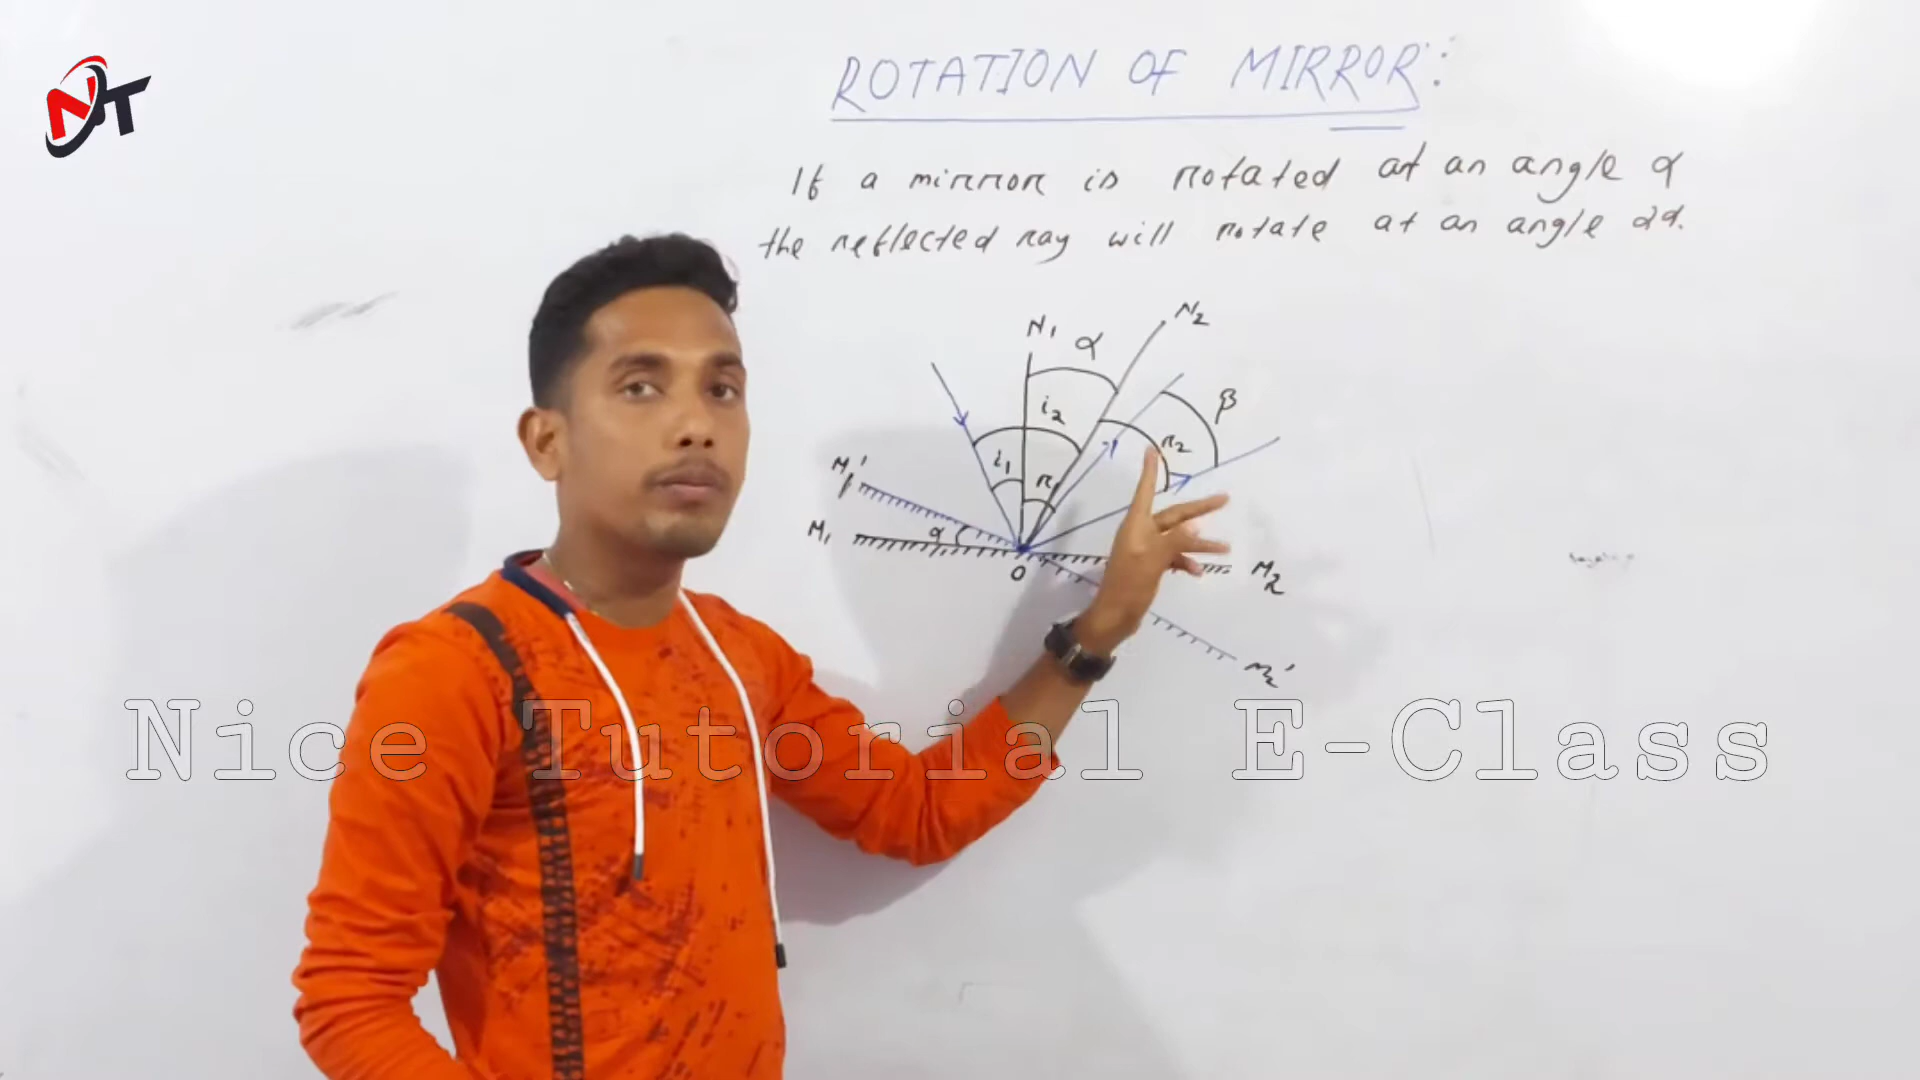 NT
ROTATION OF MIRROR:
If a mirror is rotated at an angle α
the reflected ray will rotate at an angle 2α.
N₁ α N₂
i₂ β
r₂
M₁' i₁ r₁
M₁ α
O M₂
M₂'
Nice Tutorial E-Class